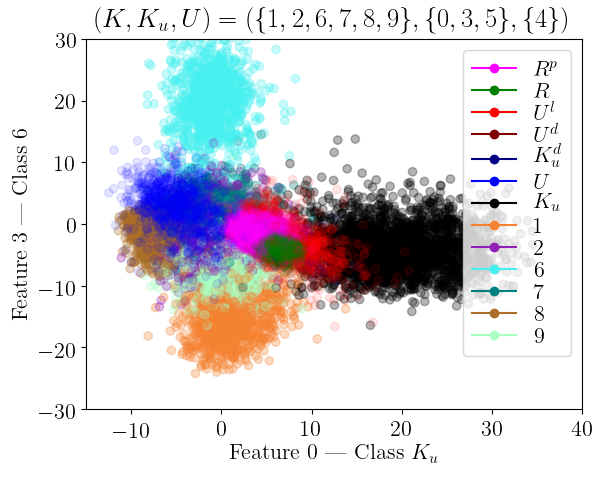 (K, K_u, U) = ({1, 2, 6, 7, 8, 9}, {0, 3, 5}, {4})
Feature 3 — Class 6
30
20
10
0
−10
−20
−30
−10
0
10
20
30
40
Feature 0 — Class K_u
R^p
R
U^l
U^d
K_u^d
U
K_u
1
2
6
7
8
9